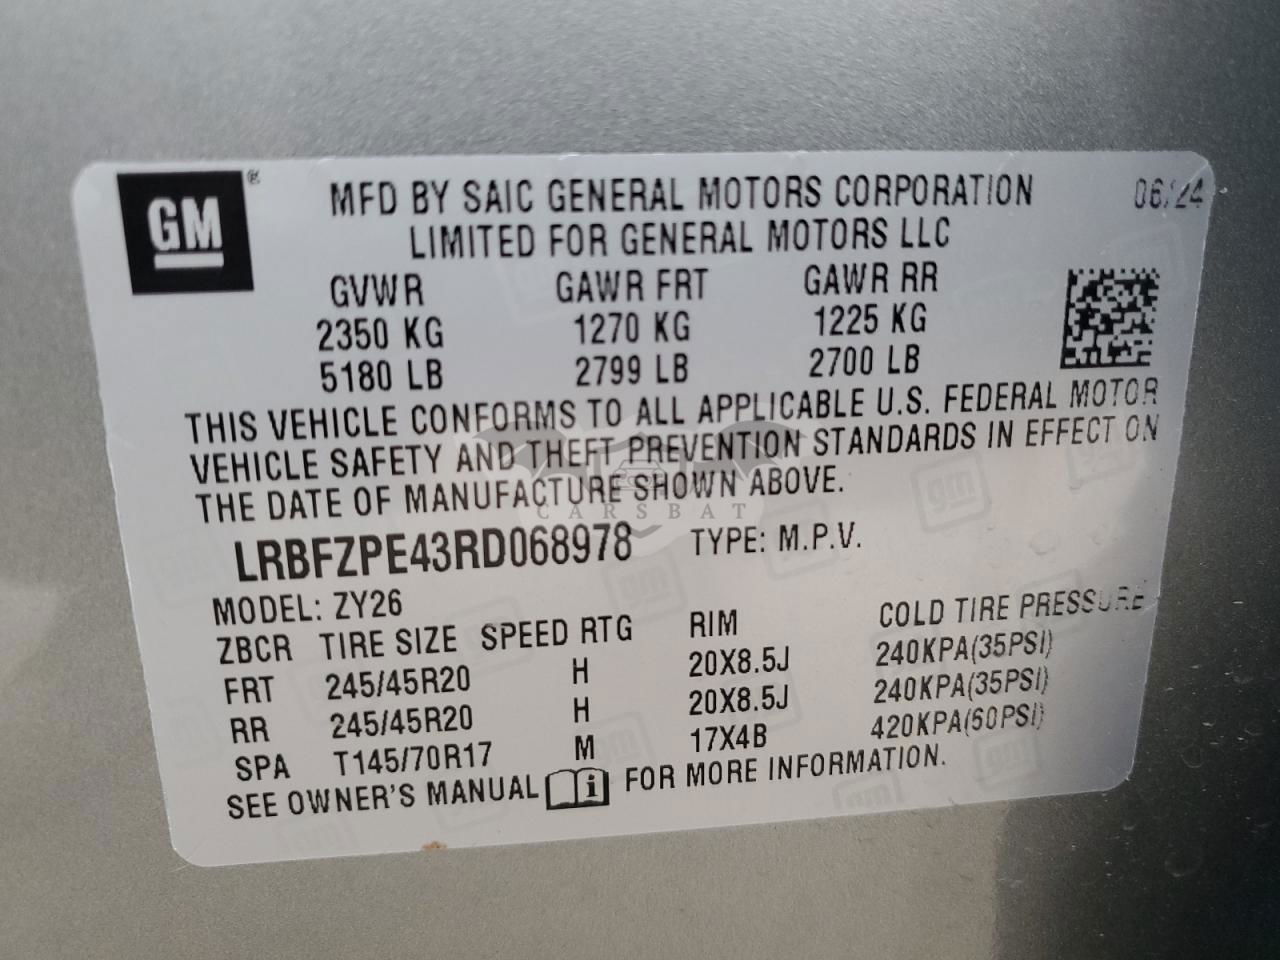 GM ®
MFD BY SAIC GENERAL MOTORS CORPORATION 06/24
LIMITED FOR GENERAL MOTORS LLC
GVWR GAWR FRT GAWR RR
2350 KG 1270 KG 1225 KG
5180 LB 2799 LB 2700 LB
THIS VEHICLE CONFORMS TO ALL APPLICABLE U.S. FEDERAL MOTOR
VEHICLE SAFETY AND THEFT PREVENTION STANDARDS IN EFFECT ON
THE DATE OF MANUFACTURE SHOWN ABOVE.
CARSBAT
LRBFZPE43RD068978 TYPE: M.P.V.
MODEL: ZY26
ZBCR TIRE SIZE SPEED RTG RIM COLD TIRE PRESSURE
FRT 245/45R20 H 20X8.5J 240KPA(35PSI)
RR 245/45R20 H 20X8.5J 240KPA(35PSI)
SPA T145/70R17 M 17X4B 420KPA(60PSI)
SEE OWNER'S MANUAL i FOR MORE INFORMATION.